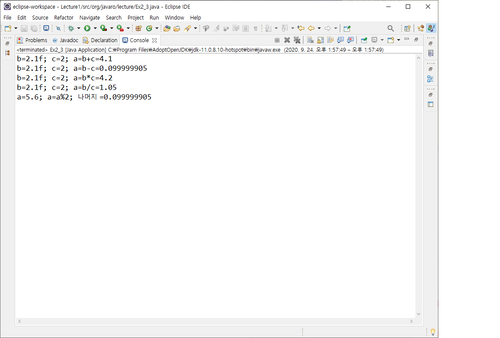 eclipse-workspace - Lecture1/src/org/javaro/lecture/Ex2_3.java - Eclipse IDE
File Edit Source Refactor Navigate Search Project Run Window Help
Problems Javadoc Declaration Console
<terminated> Ex2_3 [Java Application] C:\Program Files\AdoptOpenJDK\jdk-11.0.8.10-hotspot\bin\javaw.exe (2020. 9. 24. 오후 1:57:49 – 오후 1:57:49)
b=2.1f; c=2; a=b+c=4.1
b=2.1f; c=2; a=b-c=0.099999905
b=2.1f; c=2; a=b*c=4.2
b=2.1f; c=2; a=b/c=1.05
a=5.6; a=a%2; 나머지 =0.099999905